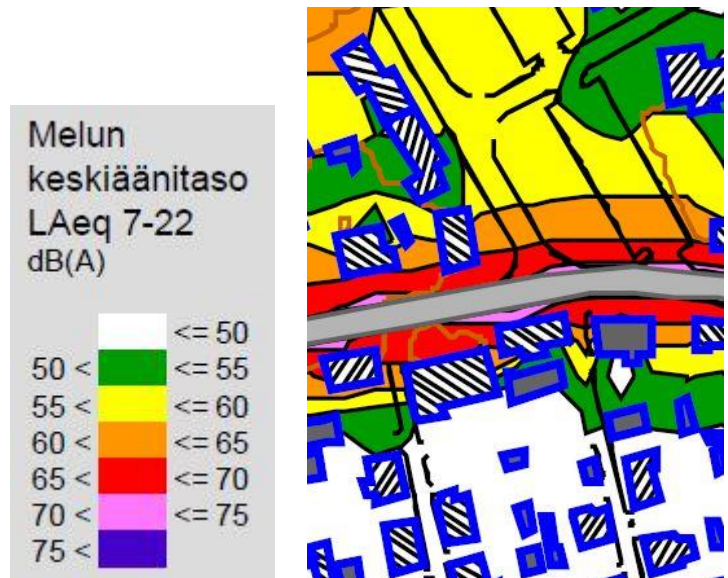 Melun
keskiäänitaso
LAeq 7-22
dB(A)
<= 50
50 < <= 55
55 < <= 60
60 < <= 65
65 < <= 70
70 < <= 75
75 <